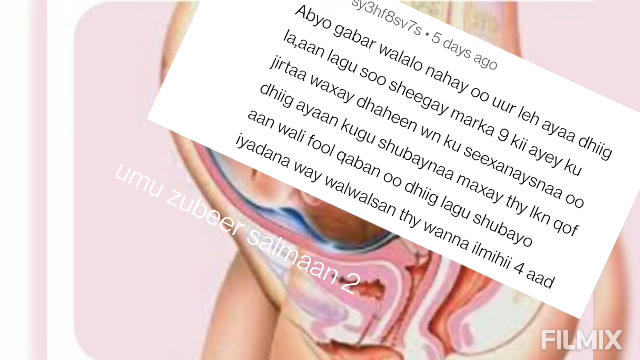 sy3hf8sv7s • 5 days ago
Abyo gabar walalo nahay oo uur leh ayaa dhiig
la,aan lagu soo sheegay marka 9 kii ayey ku
jirtaa waxay dhaheen wn ku seexanaysnaa oo
dhiig ayaan kugu shubaynaa maxay thy lkn qof
aan wali fool qaban oo dhiig lagu shubayo
iyadana way walwalsan thy wanna ilmihii 4 aad
umu zubeer salmaan 2
FILMIX